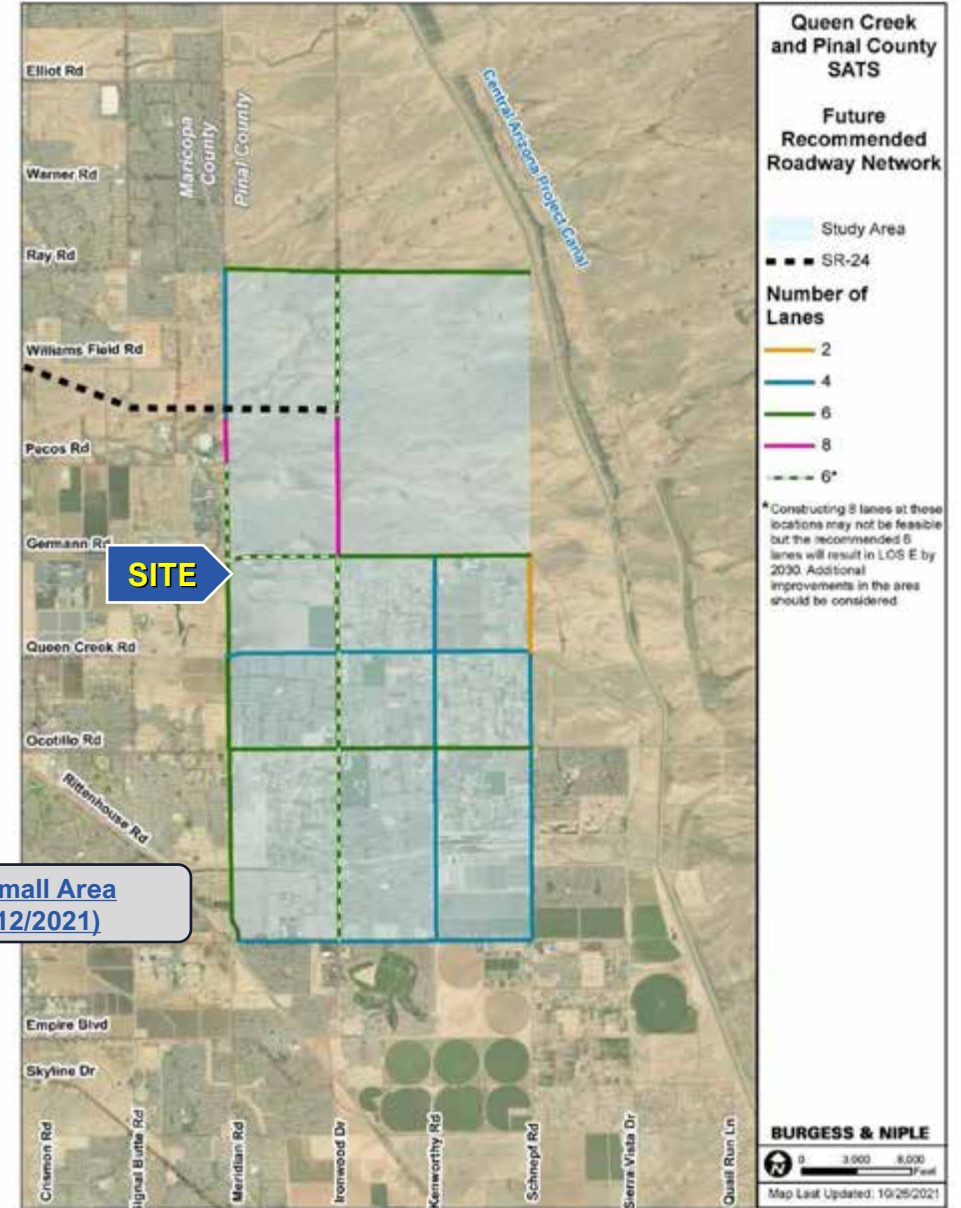 Queen Creek
and Pinal County
SATS
Future
Recommended
Roadway Network
Study Area
SR-24
Number of
Lanes
2
4
6
8
6*
*Constructing 8 lanes at these
locations may not be feasible
but the recommended 6
lanes will result in LOS E by
2030. Additional
improvements in the area
should be considered.
BURGESS & NIPLE
0 3,000 6,000
Feet
Map Last Updated: 10/26/2021
Elliot Rd
Warner Rd
Ray Rd
Williams Field Rd
Pecos Rd
Germann Rd
Queen Creek Rd
Ocotillo Rd
Rittenhouse Rd
Empire Blvd
Skyline Dr
Maricopa
County
Pinal County
Central Arizona Project Canal
SITE
mall Area
12/2021)
Crismon Rd
ignal Butte Rd
Meridian Rd
Ironwood Dr
Kenworthy Rd
Schnepf Rd
Sierra Vista Dr
Quail Run Ln
N